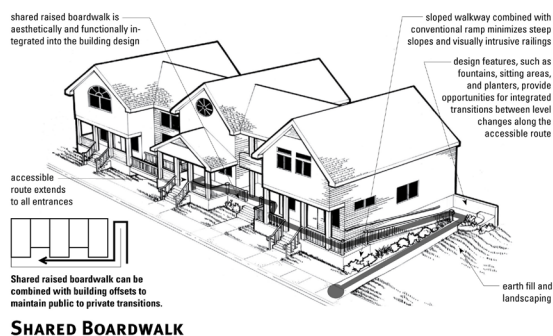 shared raised boardwalk is
aesthetically and functionally in-
tegrated into the building design
sloped walkway combined with
conventional ramp minimizes steep
slopes and visually intrusive railings
design features, such as
fountains, sitting areas,
and planters, provide
opportunities for integrated
transitions between level
changes along the
accessible route
accessible
route extends
to all entrances
Shared raised boardwalk can be
combined with building offsets to
maintain public to private transitions.
earth fill and
landscaping
SHARED BOARDWALK